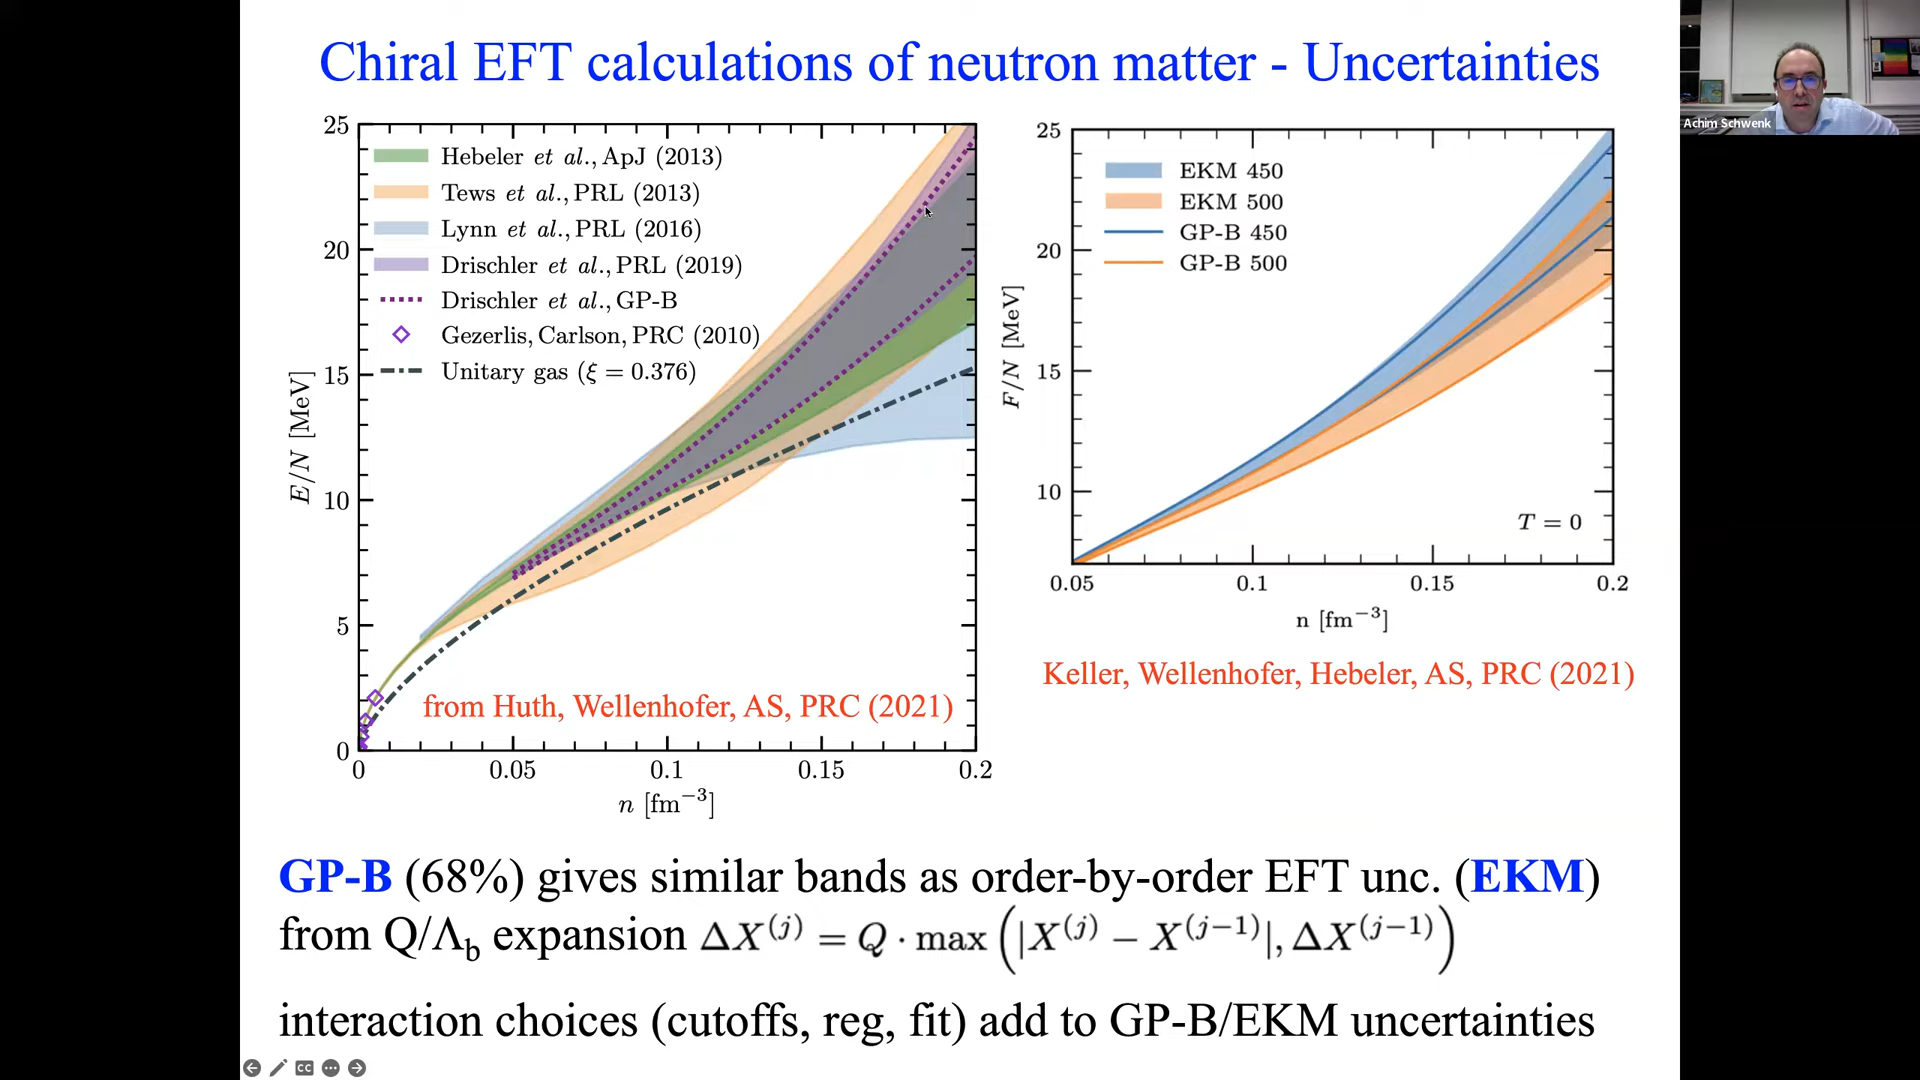 Chiral EFT calculations of neutron matter - Uncertainties
Achim Schwenk
25
20
15
10
5
0
E/N [MeV]
Hebeler et al., ApJ (2013)
Tews et al., PRL (2013)
Lynn et al., PRL (2016)
Drischler et al., PRL (2019)
Drischler et al., GP-B
Gezerlis, Carlson, PRC (2010)
Unitary gas (ξ = 0.376)
from Huth, Wellenhofer, AS, PRC (2021)
0 0.05 0.1 0.15 0.2
n [fm⁻³]
25
20
15
10
F/N [MeV]
EKM 450
EKM 500
GP-B 450
GP-B 500
T = 0
0.05 0.1 0.15 0.2
n [fm⁻³]
Keller, Wellenhofer, Hebeler, AS, PRC (2021)
GP-B (68%) gives similar bands as order-by-order EFT unc. (EKM)
from Q/Λb expansion ΔX⁽ʲ⁾ = Q · max (|X⁽ʲ⁾ − X⁽ʲ⁻¹⁾|, ΔX⁽ʲ⁻¹⁾)
interaction choices (cutoffs, reg, fit) add to GP-B/EKM uncertainties
CC